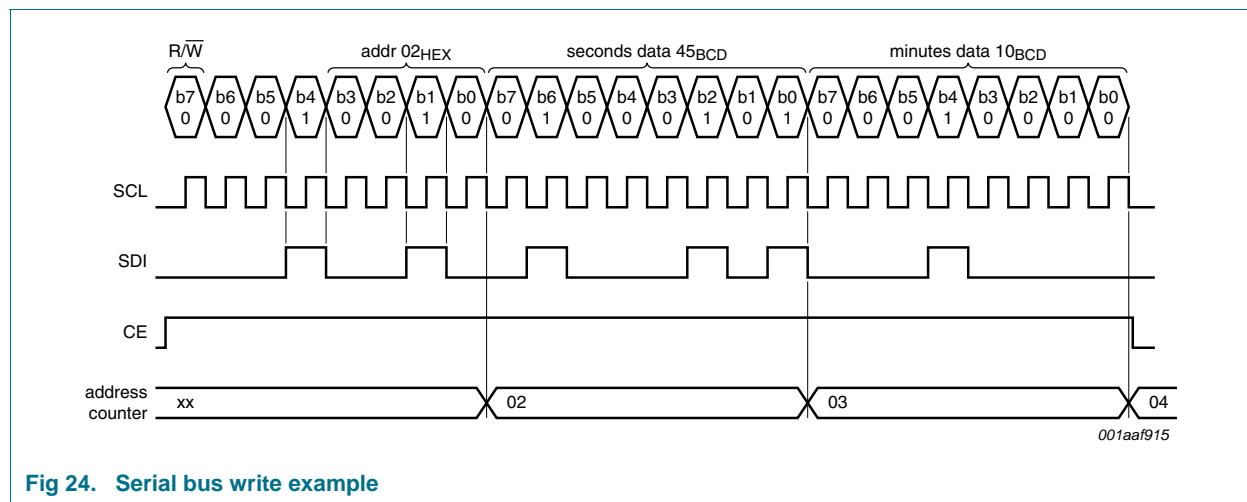 R/W addr 02HEX seconds data 45BCD minutes data 10BCD
b7 b6 b5 b4 b3 b2 b1 b0 b7 b6 b5 b4 b3 b2 b1 b0 b7 b6 b5 b4 b3 b2 b1 b0
0 0 0 1 0 0 1 0 0 1 0 0 0 1 0 1 0 0 0 1 0 0 0 0
SCL
SDI
CE
address
counter
xx 02 03 04
001aaf915
Fig 24. Serial bus write example